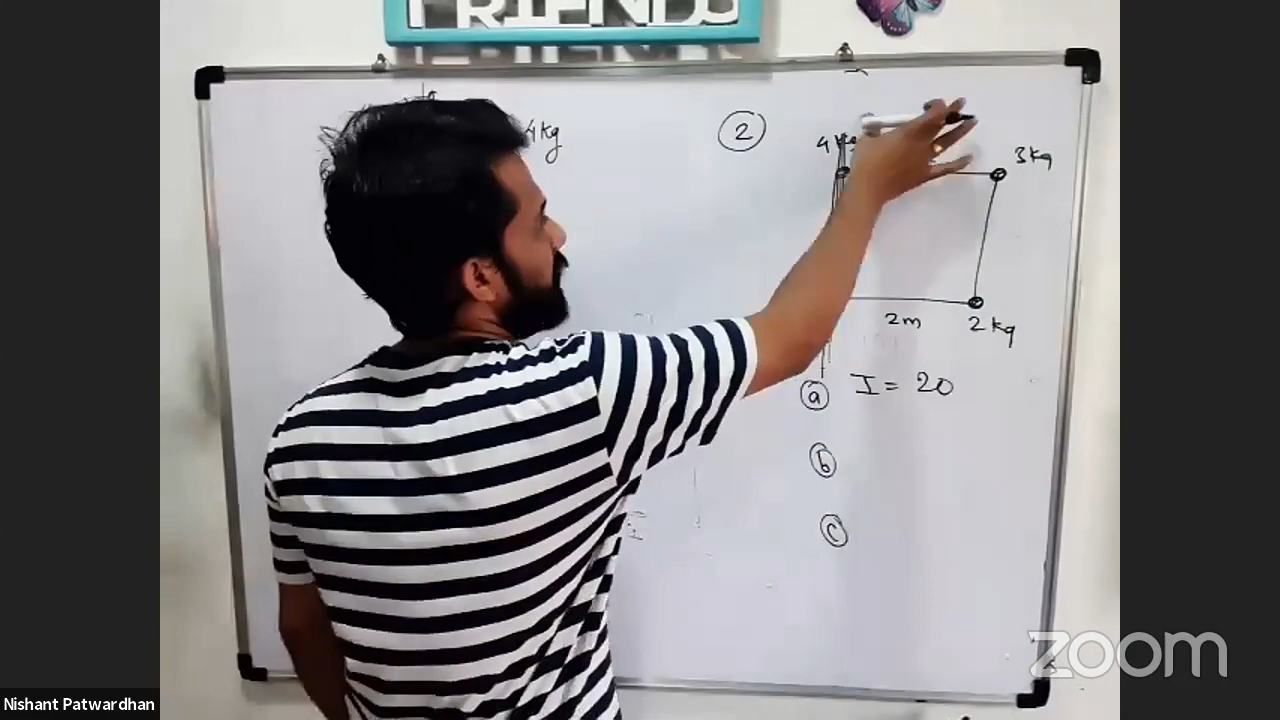 FRIENDS
4kg
②
4kg
3kg
2m
2kg
ⓐ I = 20
ⓑ
ⓒ
zoom
Nishant Patwardhan